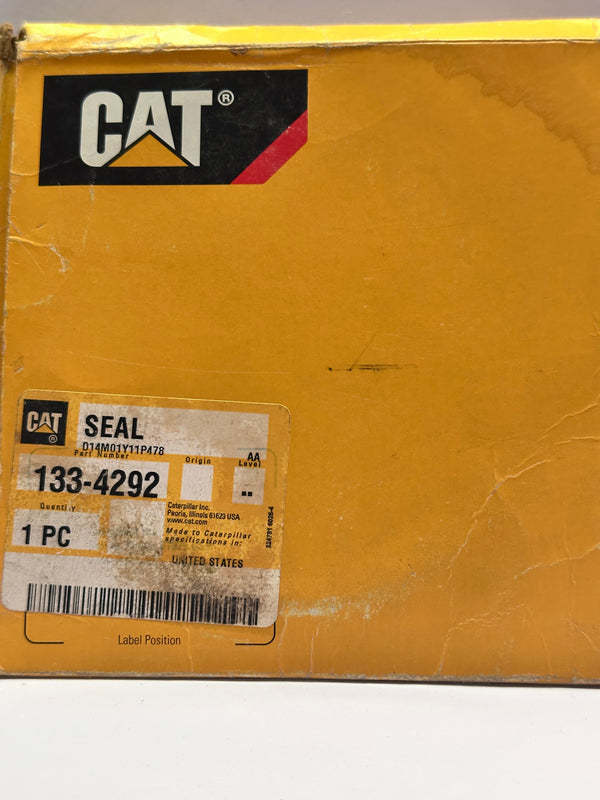 CAT®
CAT®
SEAL
D14M01Y11P478
Part Number
Origin
AA
Level
133-4292
Quantity
1 PC
Caterpillar Inc.
Peoria, Illinois 61629 USA
www.cat.com
Made to Caterpillar
specifications in:
UNITED STATES
Label Position